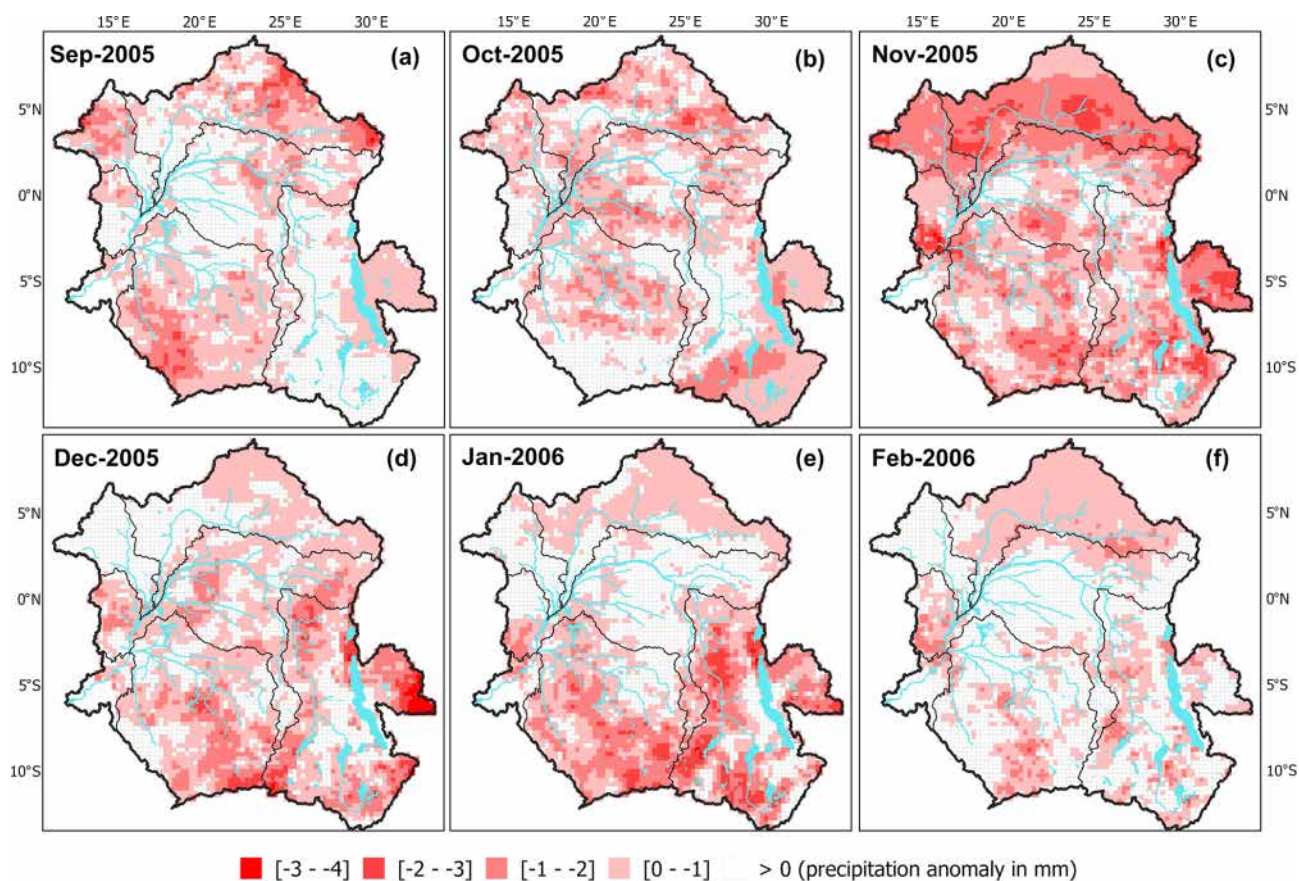 15°E 20°E 25°E 30°E 15°E 20°E 25°E 30°E 15°E 20°E 25°E 30°E
Sep-2005 (a) Oct-2005 (b) Nov-2005 (c)
5°N 5°N
0°N 0°N
5°S 5°S
10°S 10°S
Dec-2005 (d) Jan-2006 (e) Feb-2006 (f)
5°N 5°N
0°N 0°N
5°S 5°S
10°S 10°S
[-3 - -4] [-2 - -3] [-1 - -2] [0 - -1] > 0 (precipitation anomaly in mm)